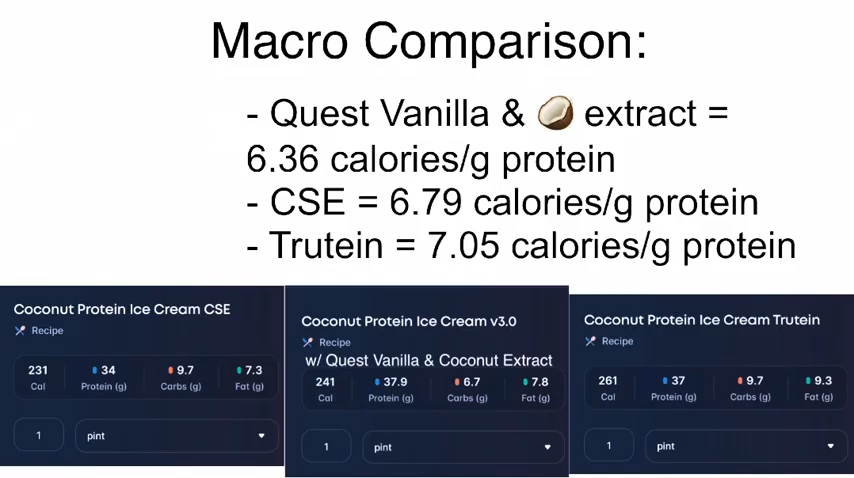 Macro Comparison:
- Quest Vanilla & 🥥 extract =
6.36 calories/g protein
- CSE = 6.79 calories/g protein
- Trutein = 7.05 calories/g protein
Coconut Protein Ice Cream CSE
Recipe
231 34 9.7 7.3
Cal Protein (g) Carbs (g) Fat (g)
1 pint
Coconut Protein Ice Cream v3.0
Recipe
w/ Quest Vanilla & Coconut Extract
241 37.9 6.7 7.8
Cal Protein (g) Carbs (g) Fat (g)
1 pint
Coconut Protein Ice Cream Trutein
Recipe
261 37 9.7 9.3
Cal Protein (g) Carbs (g) Fat (g)
1 pint